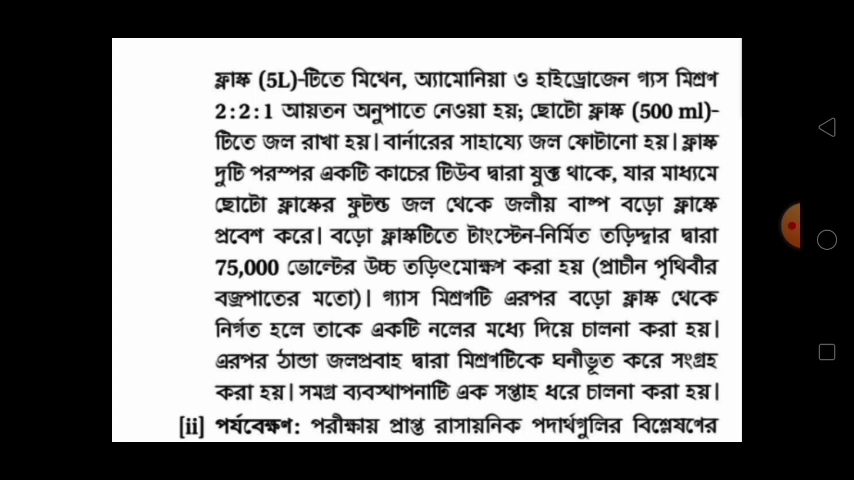 ফ্লাস্ক (5L)-টিতে মিথেন, অ্যামোনিয়া ও হাইড্রোজেন গ্যস মিশ্রণ
2:2:1 আয়তন অনুপাতে নেওয়া হয়; ছোটো ফ্লাস্ক (500 ml)-
টিতে জল রাখা হয়। বার্নারের সাহায্যে জল ফোটানো হয়। ফ্লাস্ক
দুটি পরস্পর একটি কাচের টিউব দ্বারা যুক্ত থাকে, যার মাধ্যমে
ছোটো ফ্লাস্কের ফুটন্ত জল থেকে জলীয় বাষ্প বড়ো ফ্লাস্কে
প্রবেশ করে। বড়ো ফ্লাস্কটিতে টাংস্টেন-নির্মিত তড়িদ্দ্বার দ্বারা
75,000 ভোল্টের উচ্চ তড়িৎমোক্ষণ করা হয় (প্রাচীন পৃথিবীর
বজ্রপাতের মতো)। গ্যাস মিশ্রণটি এরপর বড়ো ফ্লাস্ক থেকে
নির্গত হলে তাকে একটি নলের মধ্যে দিয়ে চালনা করা হয়।
এরপর ঠান্ডা জলপ্রবাহ দ্বারা মিশ্রণটিকে ঘনীভূত করে সংগ্রহ
করা হয়। সমগ্র ব্যবস্থাপনাটি এক সপ্তাহ ধরে চালনা করা হয়।
[ii] পর্যবেক্ষণ: পরীক্ষায় প্রাপ্ত রাসায়নিক পদার্থগুলির বিশ্লেষণের